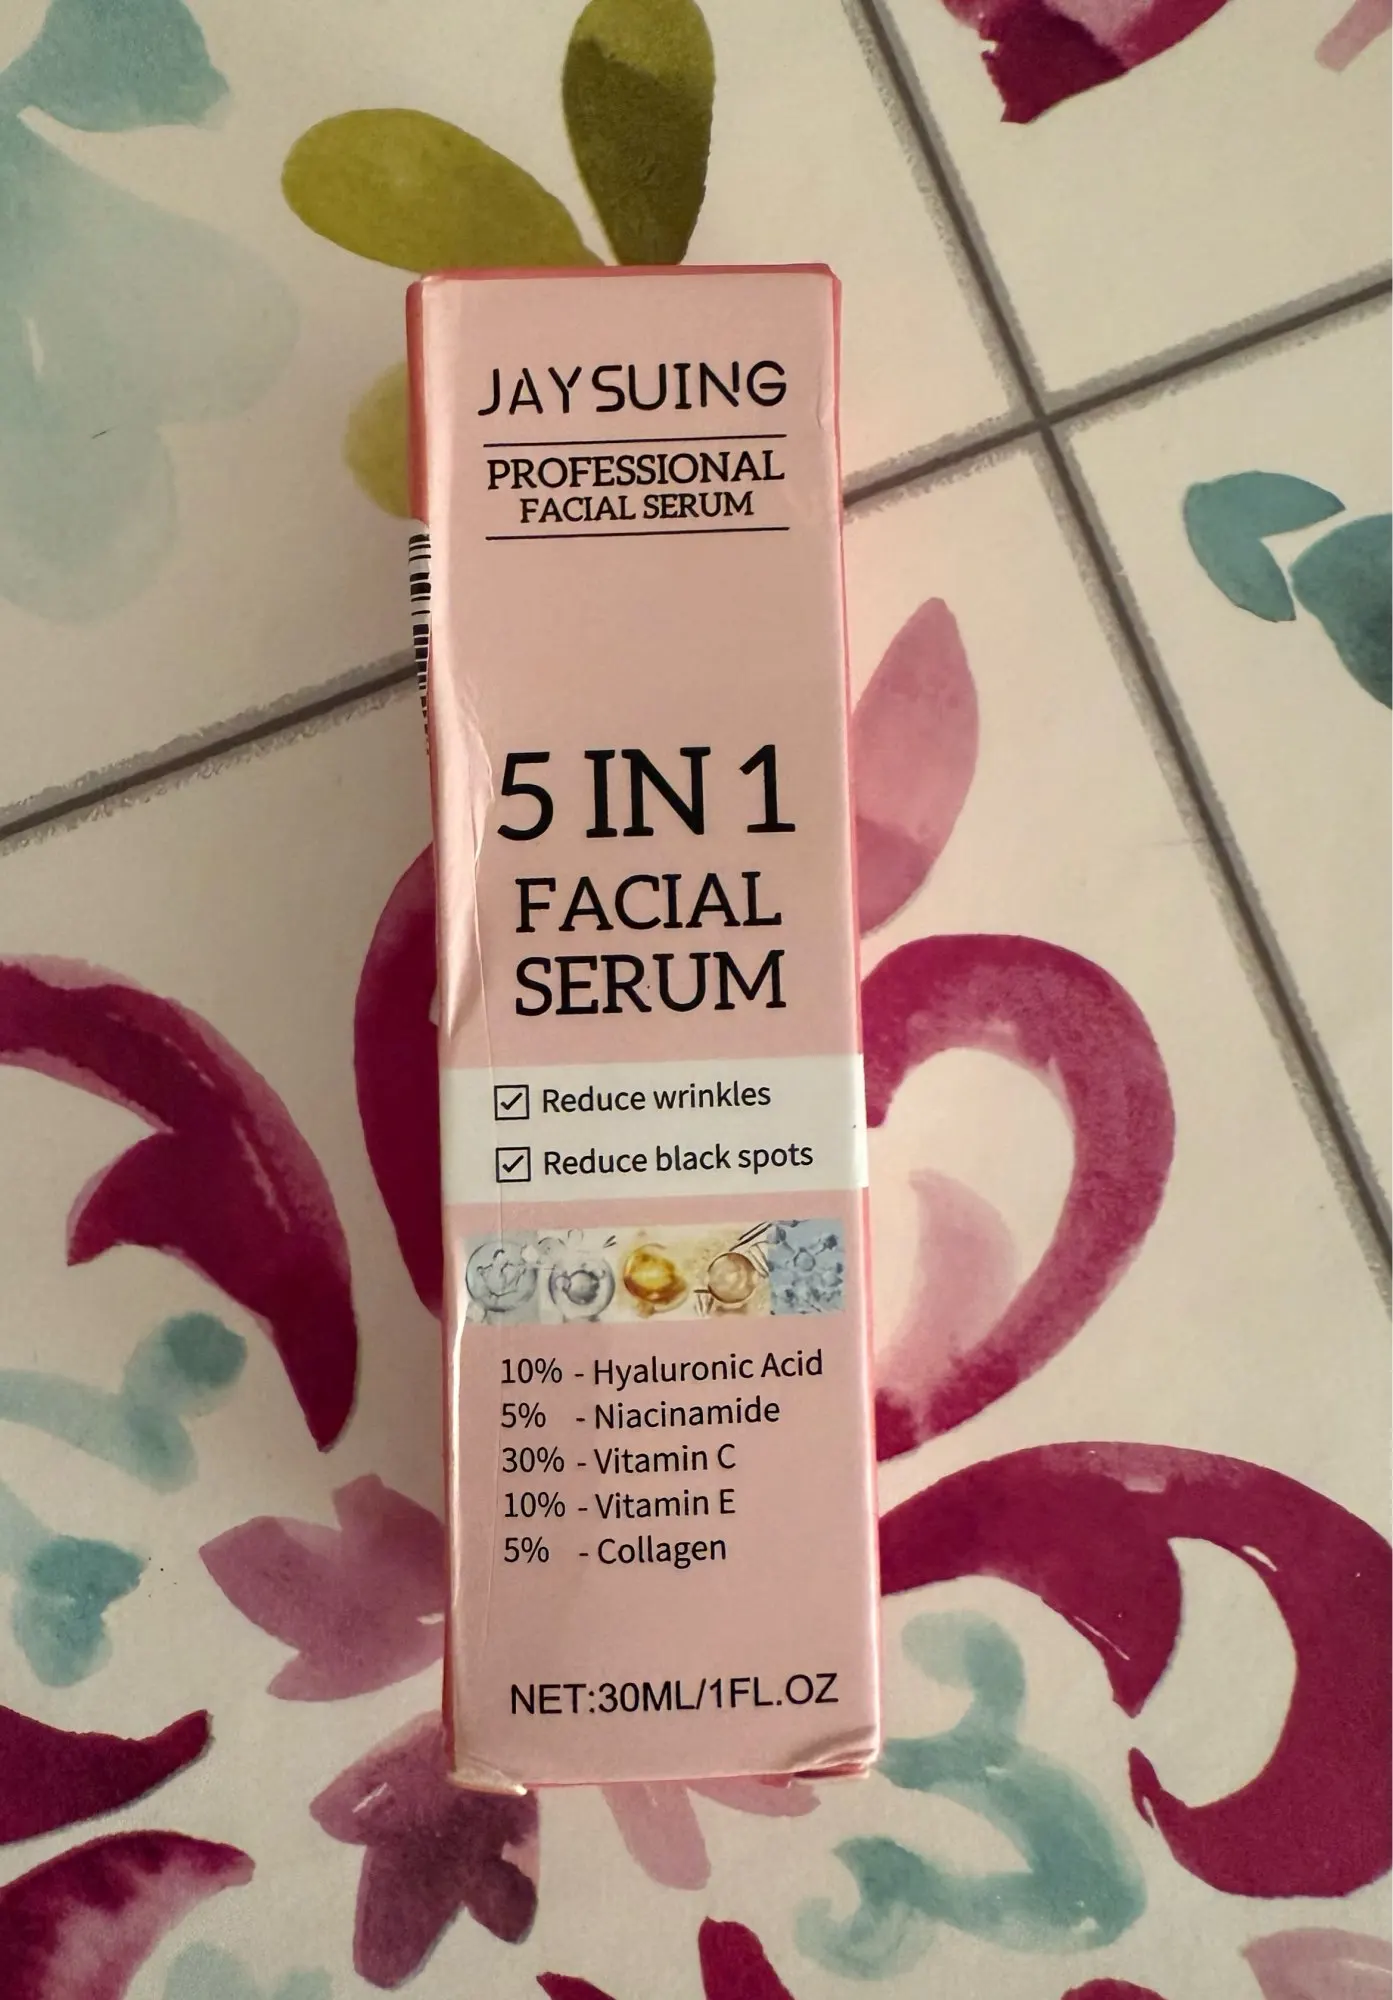 JAYSUING
PROFESSIONAL
FACIAL SERUM
5 IN 1
FACIAL
SERUM
Reduce wrinkles
Reduce black spots
10% - Hyaluronic Acid
5% - Niacinamide
30% - Vitamin C
10% - Vitamin E
5% - Collagen
NET:30ML/1FL.OZ